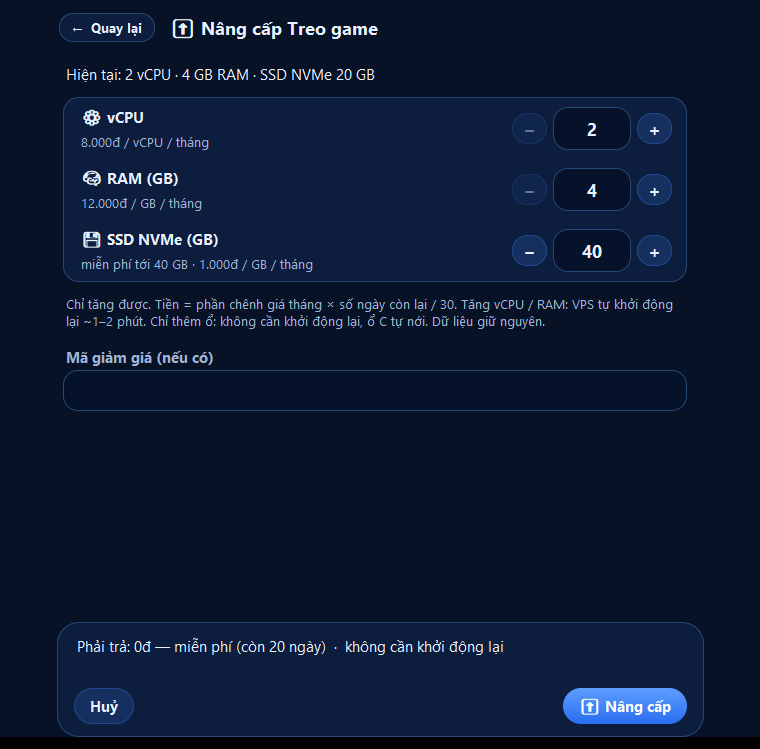 ← Quay lại
Nâng cấp Treo game
Hiện tại: 2 vCPU · 4 GB RAM · SSD NVMe 20 GB
vCPU
8.000đ / vCPU / tháng
− 2 +
RAM (GB)
12.000đ / GB / tháng
− 4 +
SSD NVMe (GB)
miễn phí tới 40 GB · 1.000đ / GB / tháng
− 40 +
Chỉ tăng được. Tiền = phần chênh giá tháng × số ngày còn lại / 30. Tăng vCPU / RAM: VPS tự khởi động
lại ~1–2 phút. Chỉ thêm ổ: không cần khởi động lại, ổ C tự nới. Dữ liệu giữ nguyên.
Mã giảm giá (nếu có)
Phải trả: 0đ — miễn phí (còn 20 ngày) · không cần khởi động lại
Huỷ
Nâng cấp